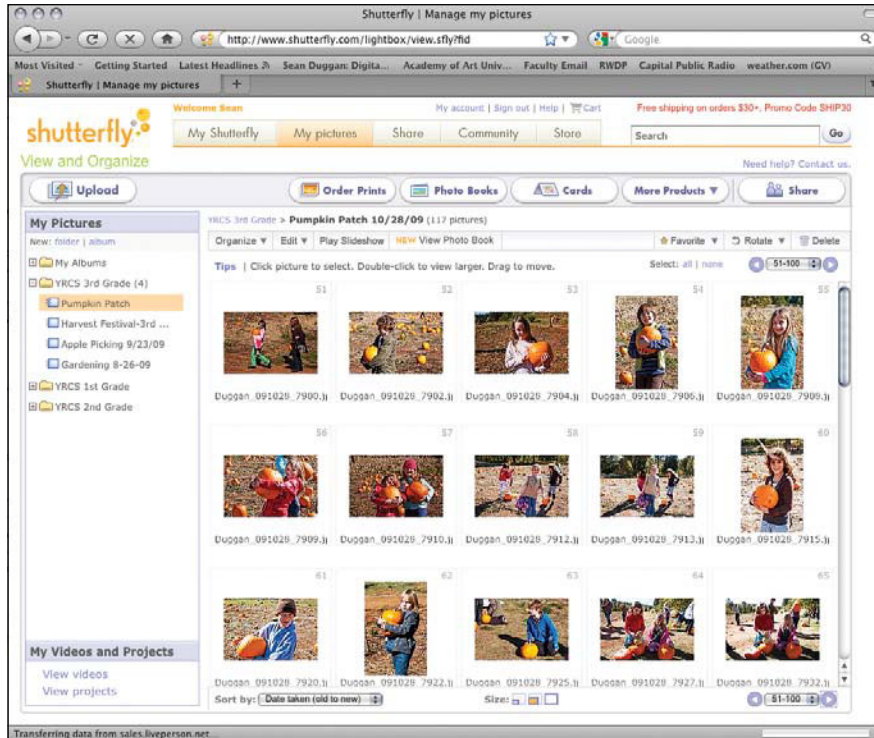 Shutterfly | Manage my pictures
http://www.shutterfly.com/lightbox/view.sfly?fid
Google
Most Visited Getting Started Latest Headlines Sean Duggan: Digita... Academy of Art Univ... Faculty Email RWDP Capital Public Radio weather.com (GV)
Shutterfly | Manage my pictures +
Welcome Sean My account | Sign out | Help | Cart Free shipping on orders $30+, Promo Code SHIP30
shutterfly
My Shutterfly My pictures Share Community Store Search Go
View and Organize
Need help? Contact us.
Upload Order Prints Photo Books Cards More Products Share
My Pictures
New: folder | album
My Albums
YRCS 3rd Grade (4)
Pumpkin Patch
Harvest Festival-3rd ...
Apple Picking 9/23/09
Gardening 8-26-09
YRCS 1st Grade
YRCS 2nd Grade
My Videos and Projects
View videos
View projects
YRCS 3rd Grade > Pumpkin Patch 10/28/09 (117 pictures)
Organize Edit Play Slideshow NEW View Photo Book Favorite Rotate Delete
Tips | Click picture to select. Double-click to view larger. Drag to move. Select: all | none 51-100
51 52 53 54 55
Duggan_091028_7900.j Duggan_091028_7902.j Duggan_091028_7904.j Duggan_091028_7906.j Duggan_091028_7908.j
56 57 58 59 60
Duggan_091028_7909.j Duggan_091028_7910.j Duggan_091028_7912.j Duggan_091028_7913.j Duggan_091028_7915.j
61 62 63 64 65
Duggan_091028_7920.j Duggan_091028_7922.j Duggan_091028_7925.j Duggan_091028_7927.j Duggan_091028_7932.j
Sort by: Date taken (old to new) Size: 51-100
Transferring data from sales.liveperson.net...